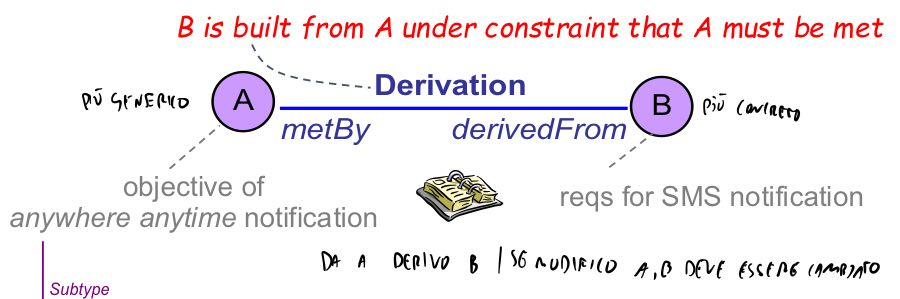 B is built from A under constraint that A must be met
Derivation
PIÙ GENERICO A B PIÙ CONCRETO
metBy derivedFrom
objective of
anywhere anytime notification
reqs for SMS notification
DA A DERIVO B | SE MODIFICO A, B DEVE ESSERE CAMBIATO
Subtype